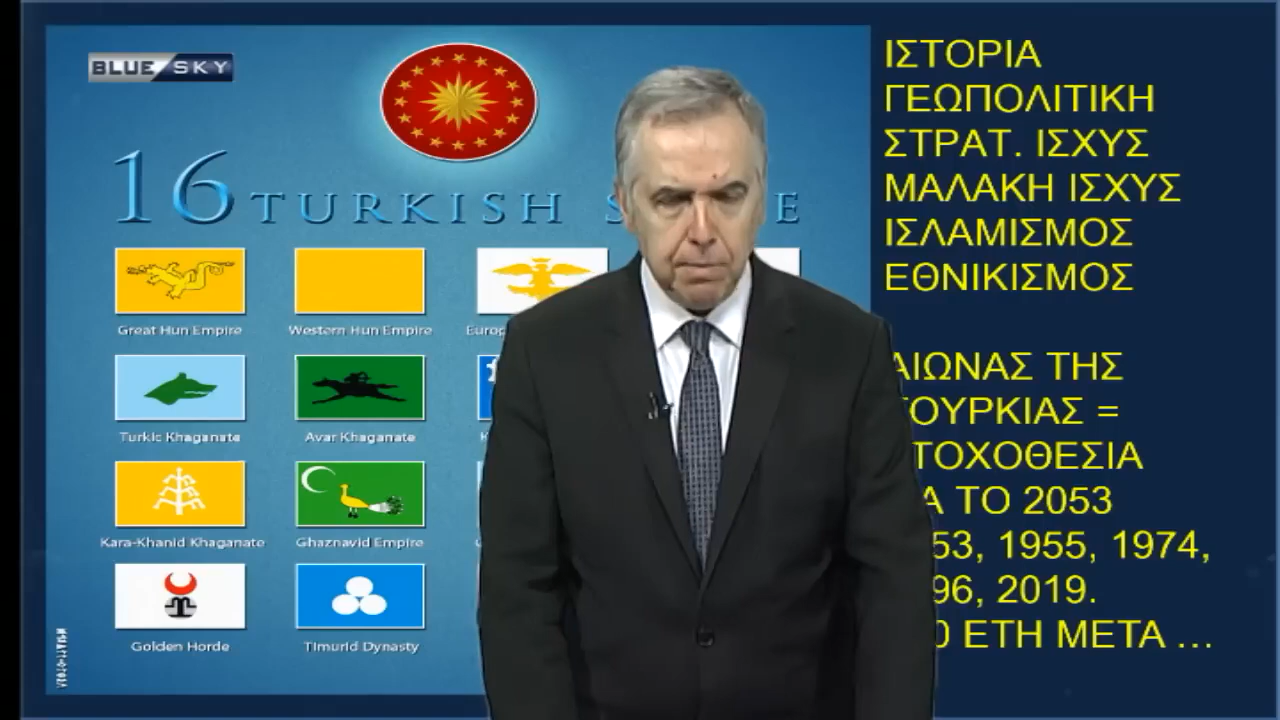 BLUE SKY
16 TURKISH S E
Great Hun Empire
Western Hun Empire
Europ
Turkic Khaganate
Avar Khaganate
K
Kara-Khanid Khaganate
Ghaznavid Empire
Golden Horde
Timurid Dynasty
ΙΣΤΟΡΙΑ
ΓΕΩΠΟΛΙΤΙΚΗ
ΣΤΡΑΤ. ΙΣΧΥΣ
ΜΑΛΑΚΗ ΙΣΧΥΣ
ΙΣΛΑΜΙΣΜΟΣ
ΕΘΝΙΚΙΣΜΟΣ
ΑΙΩΝΑΣ ΤΗΣ
ΤΟΥΡΚΙΑΣ =
ΤΟΧΟΘΕΣΙΑ
Α ΤΟ 2053
53, 1955, 1974,
96, 2019.
0 ΕΤΗ ΜΕΤΑ ...